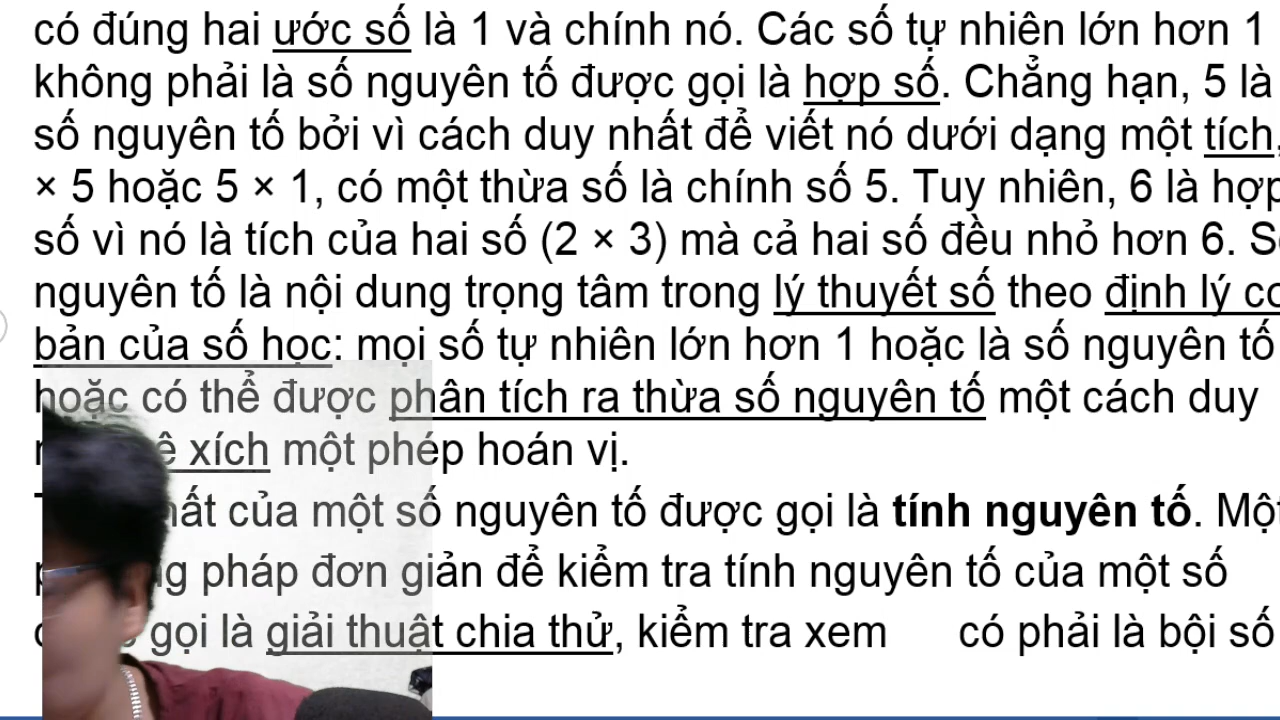 có đúng hai ước số là 1 và chính nó. Các số tự nhiên lớn hơn 1
không phải là số nguyên tố được gọi là hợp số. Chẳng hạn, 5 là
số nguyên tố bởi vì cách duy nhất để viết nó dưới dạng một tích,
× 5 hoặc 5 × 1, có một thừa số là chính số 5. Tuy nhiên, 6 là hợp
số vì nó là tích của hai số (2 × 3) mà cả hai số đều nhỏ hơn 6.
nguyên tố là nội dung trọng tâm trong lý thuyết số theo định lý
bản của số học: mọi số tự nhiên lớn hơn 1 hoặc là số nguyên tố
hoặc có thể được phân tích ra thừa số nguyên tố một cách duy
xích một phép hoán vị.
của một số nguyên tố được gọi là tính nguyên tố. Một
pháp đơn giản để kiểm tra tính nguyên tố của một số
gọi là giải thuật chia thử, kiểm tra xem có phải là bội số